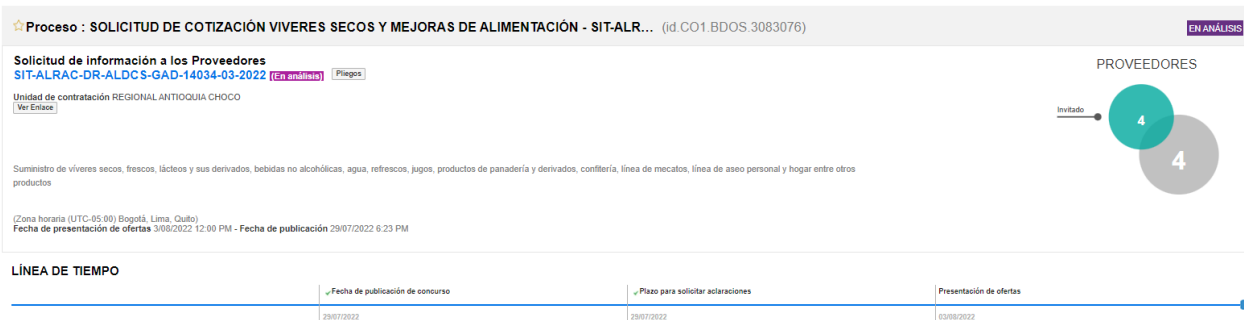 Proceso : SOLICITUD DE COTIZACIÓN VIVERES SECOS Y MEJORAS DE ALIMENTACIÓN - SIT-ALR... (id.CO1.BDOS.3083076)
EN ANÁLISIS
Solicitud de información a los Proveedores
SIT-ALRAC-DR-ALDCS-GAD-14034-03-2022 (En análisis) Pliegos
Unidad de contratación REGIONAL ANTIOQUIA CHOCO
Ver Enlace
PROVEEDORES
Invitado
4
4
Suministro de víveres secos, frescos, lácteos y sus derivados, bebidas no alcohólicas, agua, refrescos, jugos, productos de panadería y derivados, confitería, línea de mecatos, línea de aseo personal y hogar entre otros
productos
(Zona horaria (UTC-05:00) Bogotá, Lima, Quito)
Fecha de presentación de ofertas 3/08/2022 12:00 PM - Fecha de publicación 29/07/2022 6:23 PM
LÍNEA DE TIEMPO
Fecha de publicación de concurso
Plazo para solicitar aclaraciones
Presentación de ofertas
29/07/2022
29/07/2022
03/08/2022